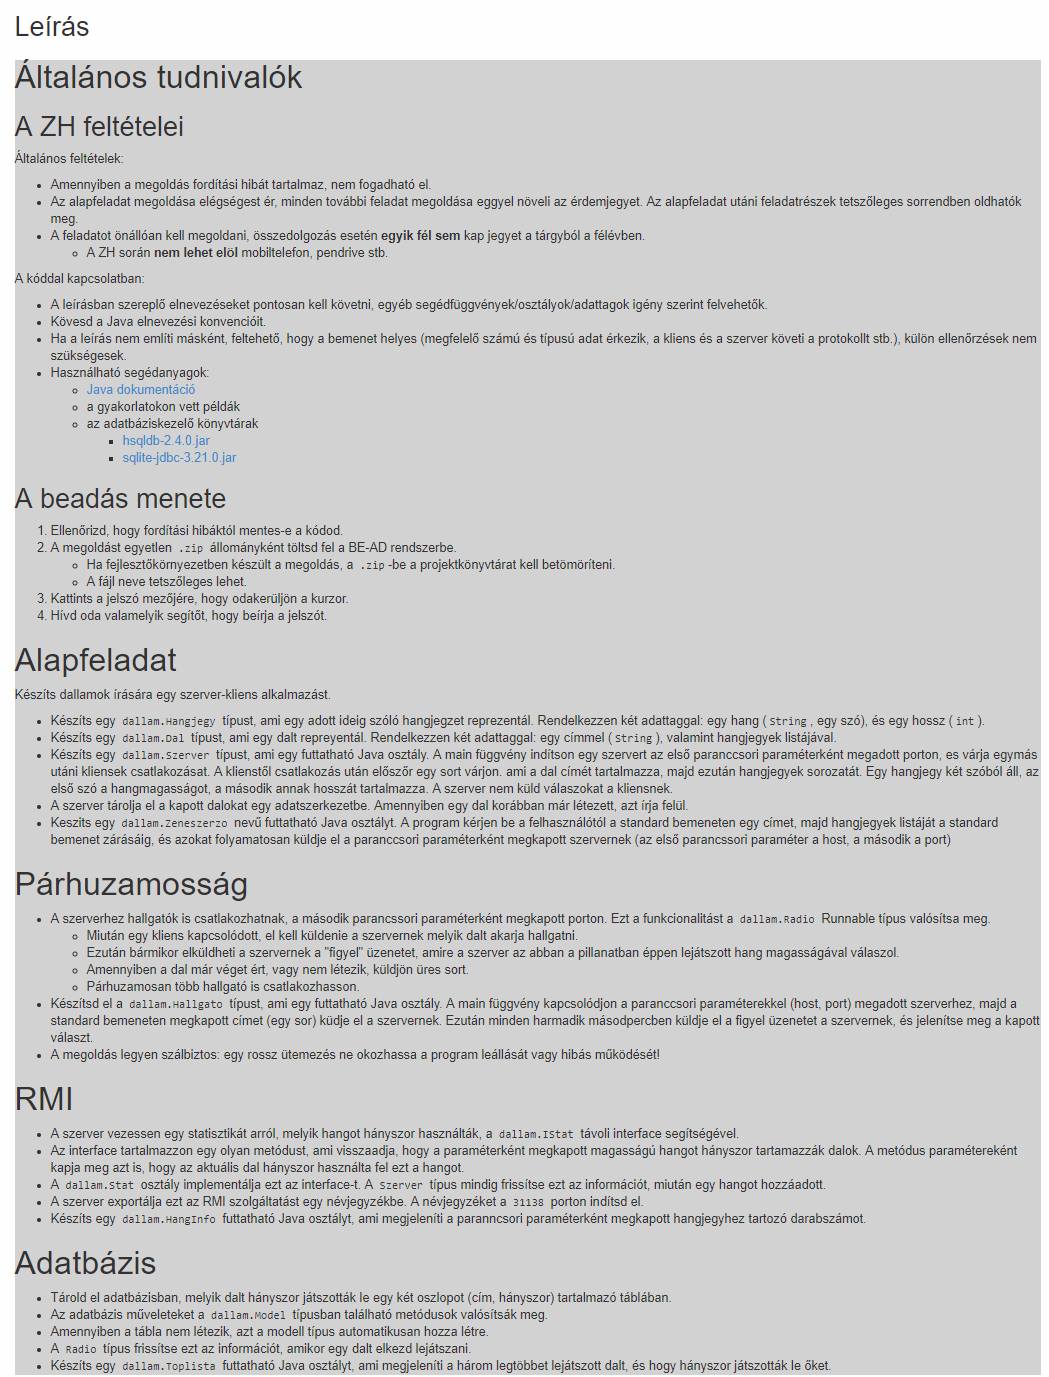 Leírás
Általános tudnivalók
A ZH feltételei
Általános feltételek:
Amennyiben a megoldás fordítási hibát tartalmaz, nem fogadható el.
Az alapfeladat megoldása elégségest ér, minden további feladat megoldása eggyel növeli az érdemjegyet. Az alapfeladat utáni feladatrészek tetszőleges sorrendben oldhatók
meg.
A feladatot önállóan kell megoldani, összedolgozás esetén egyik fél sem kap jegyet a tárgyból a félévben.
A ZH során nem lehet elöl mobiltelefon, pendrive stb.
A kóddal kapcsolatban:
A leírásban szereplő elnevezéseket pontosan kell követni, egyéb segédfüggvények/osztályok/adattagok igény szerint felvehetők.
Kövesd a Java elnevezési konvencióit.
Ha a leírás nem említi másként, feltehető, hogy a bemenet helyes (megfelelő számú és típusú adat érkezik, a kliens és a szerver követi a protokollt stb.), külön ellenőrzések nem
szükségesek.
Használható segédanyagok:
Java dokumentáció
a gyakorlatokon vett példák
az adatbáziskezelő könyvtárak
hsqldb-2.4.0.jar
sqlite-jdbc-3.21.0.jar
A beadás menete
1. Ellenőrizd, hogy fordítási hibáktól mentes-e a kódod.
2. A megoldást egyetlen .zip állományként töltsd fel a BE-AD rendszerbe.
Ha fejlesztőkörnyezetben készült a megoldás, a .zip -be a projektkönyvtárat kell betömöríteni.
A fájl neve tetszőleges lehet.
3. Kattints a jelszó mezőjére, hogy odakerüljön a kurzor.
4. Hívd oda valamelyik segítőt, hogy beírja a jelszót.
Alapfeladat
Készíts dallamok írására egy szerver-kliens alkalmazást.
Készíts egy dallam.Hangjegy típust, ami egy adott ideig szóló hangjegzet reprezentál. Rendelkezzen két adattaggal: egy hang ( String , egy szó), és egy hossz ( int ).
Készíts egy dallam.Dal típust, ami egy dalt repreyentál. Rendelkezzen két adattaggal: egy címmel ( String ), valamint hangjegyek listájával.
Készíts egy dallam.Szerver típust, ami egy futtatható Java osztály. A main függvény indítson egy szervert az első paranccsori paraméterként megadott porton, es várja egymás
utáni kliensek csatlakozásat. A klienstől csatlakozás után előszőr egy sort várjon. ami a dal címét tartalmazza, majd ezután hangjegyek sorozatát. Egy hangjegy két szóból áll, az
első szó a hangmagasságot, a második annak hosszát tartalmazza. A szerver nem küld válaszokat a kliensnek.
A szerver tárolja el a kapott dalokat egy adatszerkezetbe. Amennyiben egy dal korábban már létezett, azt írja felül.
Keszits egy dallam.Zeneszerzo nevű futtatható Java osztályt. A program kérjen be a felhasználótól a standard bemeneten egy címet, majd hangjegyek listáját a standard
bemenet zárásáig, és azokat folyamatosan küldje el a paranccsori paraméterként megkapott szervernek (az első parancssori paraméter a host, a második a port)
Párhuzamosság
A szerverhez hallgatók is csatlakozhatnak, a második parancssori paraméterként megkapott porton. Ezt a funkcionalitást a dallam.Radio Runnable típus valósítsa meg.
Miután egy kliens kapcsolódott, el kell küldenie a szervernek melyik dalt akarja hallgatni.
Ezután bármikor elküldheti a szervernek a "figyel" üzenetet, amire a szerver az abban a pillanatban éppen lejátszott hang magasságával válaszol.
Amennyiben a dal már véget ért, vagy nem létezik, küldjön üres sort.
Párhuzamosan több hallgató is csatlakozhasson.
Készítsd el a dallam.Hallgato típust, ami egy futtatható Java osztály. A main függvény kapcsolódjon a paranccsori paraméterekkel (host, port) megadott szerverhez, majd a
standard bemeneten megkapott címet (egy sor) küdje el a szervernek. Ezután minden harmadik másodpercben küldje el a figyel üzenetet a szervernek, és jelenítse meg a kapott
választ.
A megoldás legyen szálbiztos: egy rossz ütemezés ne okozhassa a program leállását vagy hibás működését!
RMI
A szerver vezessen egy statisztikát arról, melyik hangot hányszor használták, a dallam.IStat távoli interface segítségével.
Az interface tartalmazzon egy olyan metódust, ami visszaadja, hogy a paraméterként megkapott magasságú hangot hányszor tartamazzák dalok. A metódus paramétereként
kapja meg azt is, hogy az aktuális dal hányszor használta fel ezt a hangot.
A dallam.Stat osztály implementálja ezt az interface-t. A Szerver típus mindig frissítse ezt az információt, miután egy hangot hozzáadott.
A szerver exportálja ezt az RMI szolgáltatást egy névjegyzékbe. A névjegyzéket a 31138 porton indítsd el.
Készíts egy dallam.HangInfo futtatható Java osztályt, ami megjeleníti a paranncsori paraméterként megkapott hangjegyhez tartozó darabszámot.
Adatbázis
Tárold el adatbázisban, melyik dalt hányszor játszották le egy két oszlopot (cím, hányszor) tartalmazó táblában.
Az adatbázis műveleteket a dallam.Model típusban található metódusok valósítsák meg.
Amennyiben a tábla nem létezik, azt a modell típus automatikusan hozza létre.
A Radio típus frissítse ezt az információt, amikor egy dalt elkezd lejátszani.
Készíts egy dallam.Toplista futtatható Java osztályt, ami megjeleníti a három legtöbbet lejátszott dalt, és hogy hányszor játszották le őket.